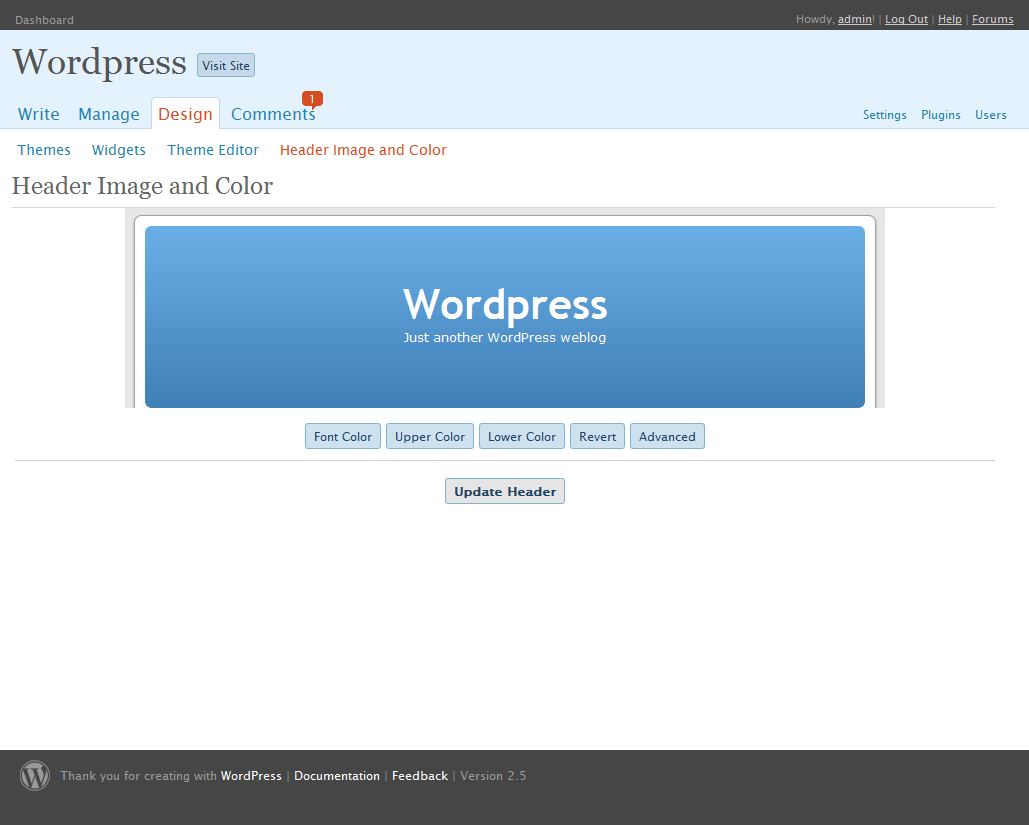 Dashboard
Howdy, admin! | Log Out | Help | Forums
Wordpress Visit Site
Write Manage Design Comments 1
Settings Plugins Users
Themes Widgets Theme Editor Header Image and Color
Header Image and Color
Wordpress
Just another WordPress weblog
Font Color Upper Color Lower Color Revert Advanced
Update Header
Thank you for creating with WordPress | Documentation | Feedback | Version 2.5